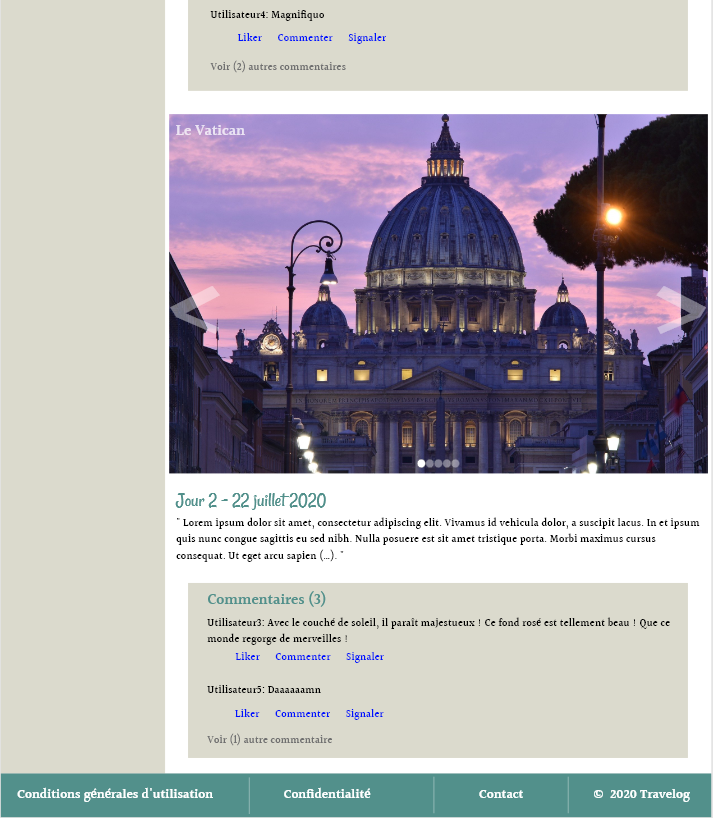 Utilisateur4: Magnifiquo
Liker Commenter Signaler
Voir (2) autres commentaires
Le Vatican
Jour 2 - 22 juillet 2020
" Lorem ipsum dolor sit amet, consectetur adipiscing elit. Vivamus id vehicula dolor, a suscipit lacus. In et ipsum
quis nunc congue sagittis eu sed nibh. Nulla posuere est sit amet tristique porta. Morbi maximus cursus
consequat. Ut eget arcu sapien (...). "
Commentaires (3)
Utilisateur3: Avec le couché de soleil, il paraît majestueux ! Ce fond rosé est tellement beau ! Que ce
monde regorge de merveilles !
Liker Commenter Signaler
Utilisateur5: Daaaaaamn
Liker Commenter Signaler
Voir (1) autre commentaire
Conditions générales d'utilisation Confidentialité Contact © 2020 Travelog